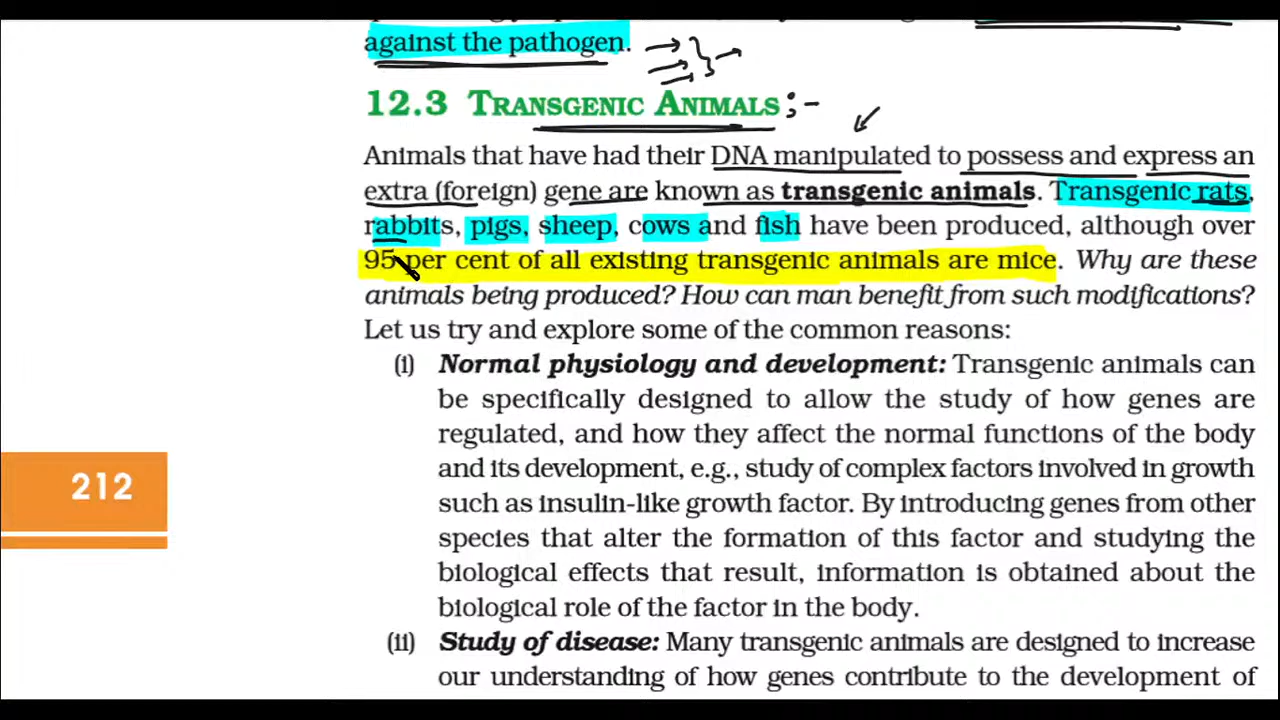 against the pathogen.
12.3 TRANSGENIC ANIMALS :-
Animals that have had their DNA manipulated to possess and express an
extra (foreign) gene are known as transgenic animals. Transgenic rats,
rabbits, pigs, sheep, cows and fish have been produced, although over
95 per cent of all existing transgenic animals are mice. Why are these
animals being produced? How can man benefit from such modifications?
Let us try and explore some of the common reasons:
(i) Normal physiology and development: Transgenic animals can
be specifically designed to allow the study of how genes are
regulated, and how they affect the normal functions of the body
and its development, e.g., study of complex factors involved in growth
such as insulin-like growth factor. By introducing genes from other
species that alter the formation of this factor and studying the
biological effects that result, information is obtained about the
biological role of the factor in the body.
212
(ii) Study of disease: Many transgenic animals are designed to increase
our understanding of how genes contribute to the development of